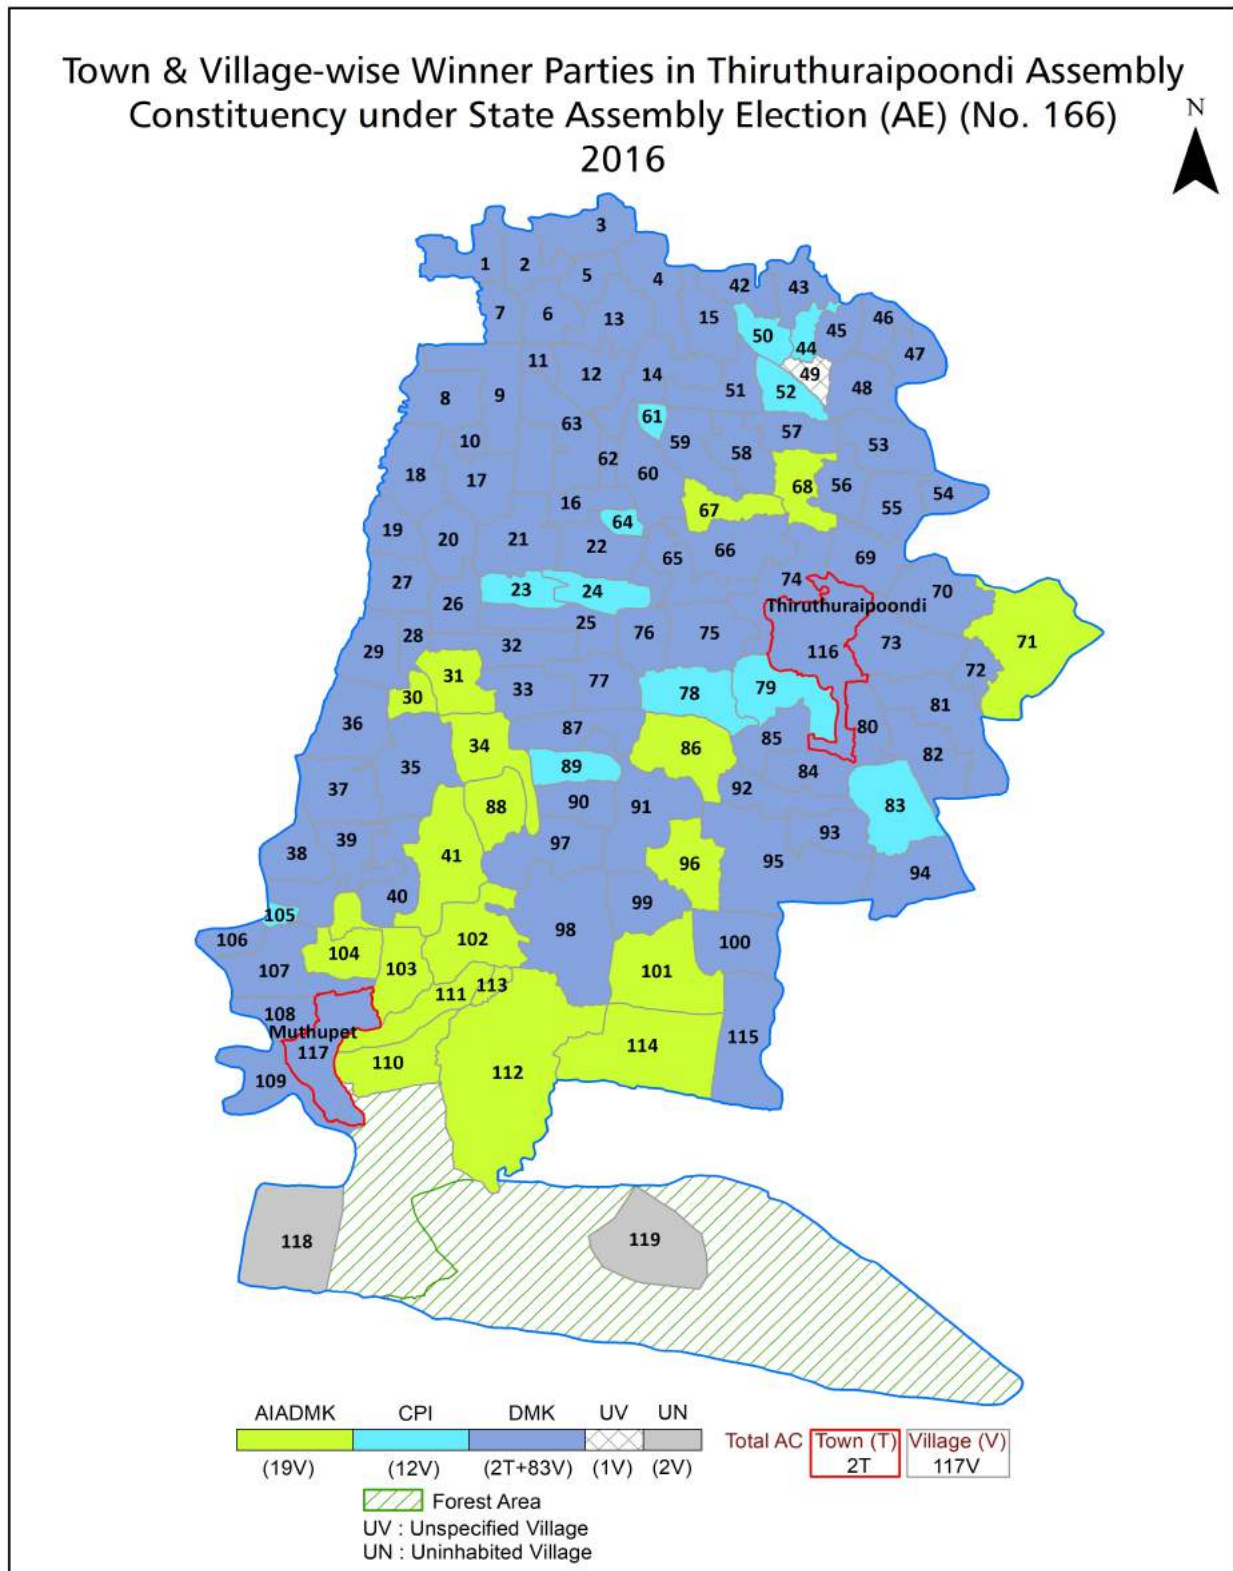 Town & Village-wise Winner Parties in Thiruthuraipoondi Assembly
Constituency under State Assembly Election (AE) (No. 166)
2016
N
3
1 2 5 4 42 43
7 6 13 15 50 44 45 46
11 12 14 51 52 49 48 47
8 9 63 61 59 58 57 53
10 62 60 68 56 54
18 17 16 64 67 55
19 20 21 22 65 66 69
27 26 23 24 74 70
Thiruthuraipoondi
28 32 25 76 75 116 73 71
29 31 33 77 78 79 72
30 81
36 34 87 86 85 80 82
35 89 84
37 88 90 91 92 83
38 39 41 97 96 95 93 94
40 99
105 102 98 100
106 104 103 101
107 111 113
108
Muthupet
117 110 112 114 115
109
118 119
AIADMK CPI DMK UV UN
(19V) (12V) (2T+83V) (1V) (2V)
Total AC Town (T) Village (V)
2T 117V
Forest Area
UV : Unspecified Village
UN : Uninhabited Village